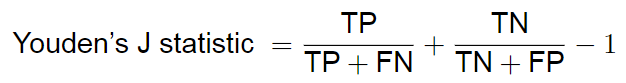 Youden's J statistic = TP / (TP + FN) + TN / (TN + FP) − 1